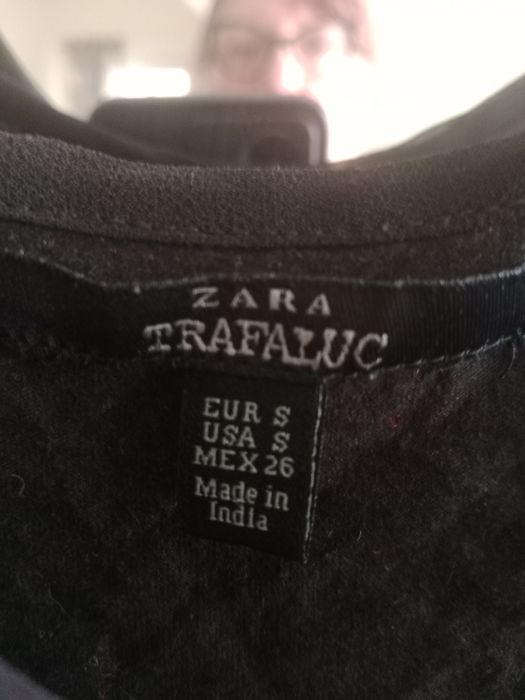 ZARA
TRAFALUC
EUR S
USA S
MEX 26
Made in
India